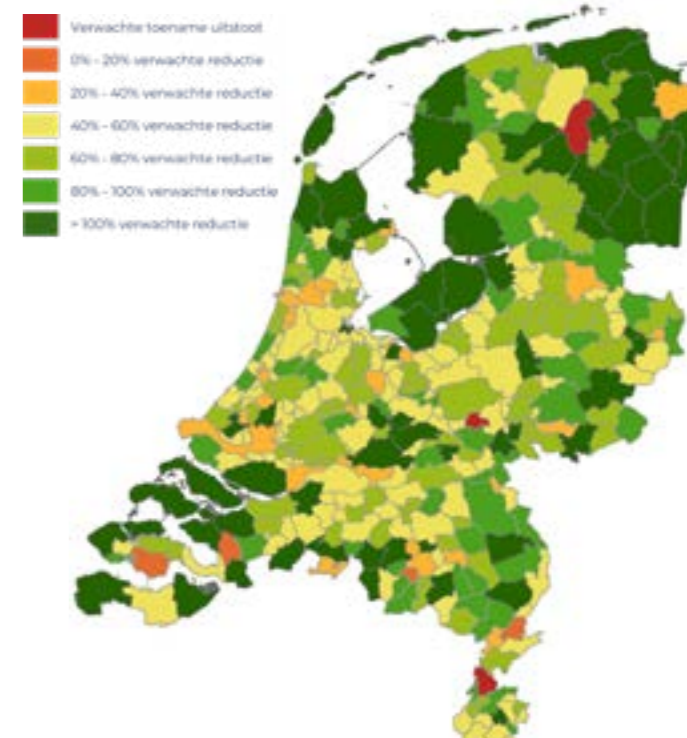 Verwachte toename uitstoot
0% - 20% verwachte reductie
20% - 40% verwachte reductie
40% - 60% verwachte reductie
60% - 80% verwachte reductie
80% - 100% verwachte reductie
> 100% verwachte reductie